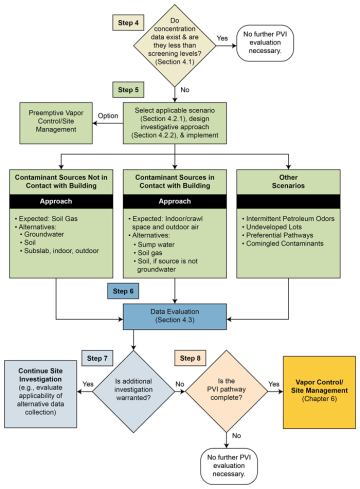 Step 4
Do
concentration
data exist & are
they less than
screening levels?
(Section 4.1)
Yes
No further PVI
evaluation
necessary.
No
Step 5
Preemptive Vapor
Control/Site
Management
Option
Select applicable scenario
(Section 4.2.1), design
investigative approach
(Section 4.2.2), & implement
Contaminant Sources Not in
Contact with Building
Approach
• Expected: Soil Gas
• Alternatives:
• Groundwater
• Soil
• Subslab, indoor, outdoor
Contaminant Sources in
Contact with Building
Approach
• Expected: Indoor/crawl
space and outdoor air
• Alternatives:
• Sump water
• Soil gas
• Soil, if source is not
groundwater
Other
Scenarios
• Intermittent Petroleum Odors
• Undeveloped Lots
• Preferential Pathways
• Comingled Contaminants
Step 6
Data Evaluation
(Section 4.3)
Step 7
Is additional
investigation
warranted?
Yes
Continue Site
Investigation
(e.g., evaluate
applicability of
alternative data
collection)
No
Step 8
Is the
PVI pathway
complete?
Yes
Vapor Control/
Site Management
(Chapter 6)
No
No further PVI
evaluation
necessary.